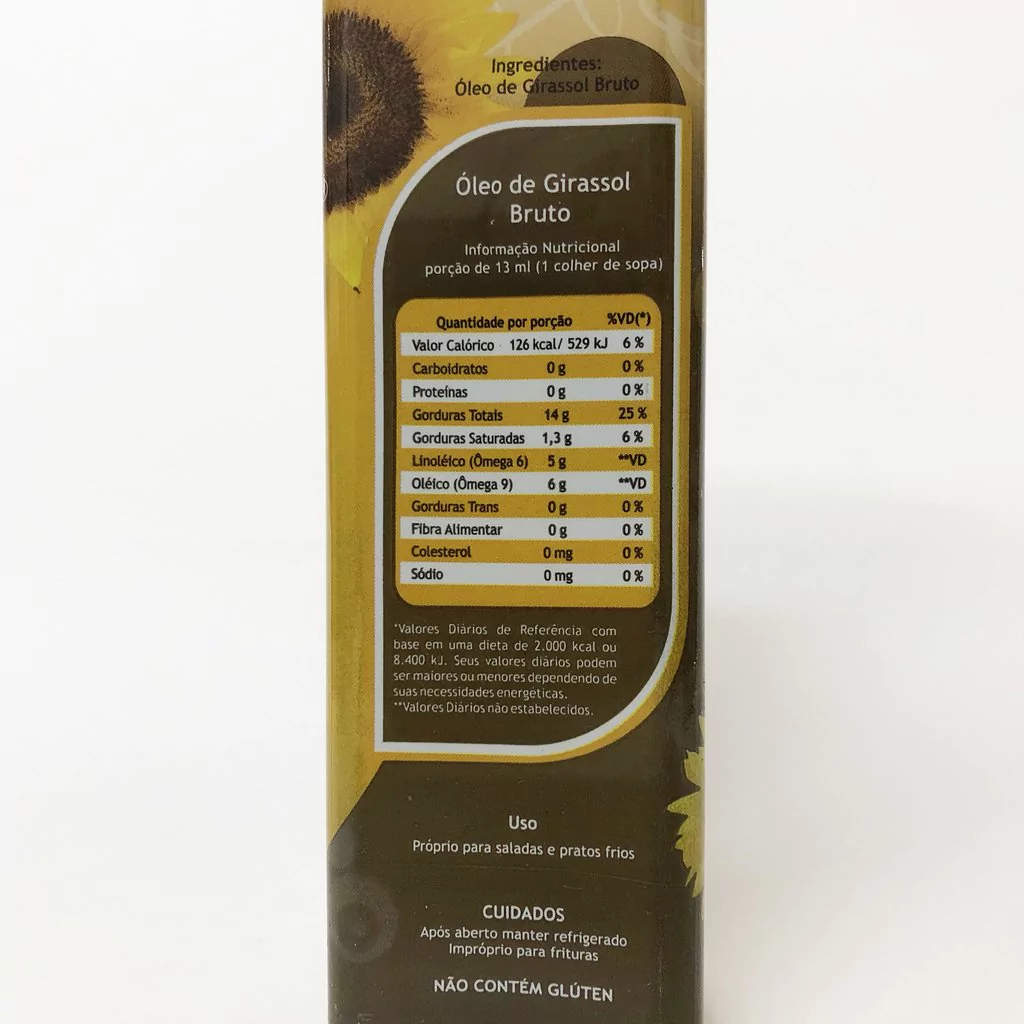 Ingredientes:
Óleo de Girassol Bruto
Óleo de Girassol
Bruto
Informação Nutricional
porção de 13 ml (1 colher de sopa)
Quantidade por porção %VD(*)
Valor Calórico 126 kcal/ 529 kJ 6 %
Carboidratos 0 g 0 %
Proteínas 0 g 0 %
Gorduras Totais 14 g 25 %
Gorduras Saturadas 1,3 g 6 %
Linoléico (Ômega 6) 5 g **VD
Oléico (Ômega 9) 6 g **VD
Gorduras Trans 0 g 0 %
Fibra Alimentar 0 g 0 %
Colesterol 0 mg 0 %
Sódio 0 mg 0 %
*Valores Diários de Referência com
base em uma dieta de 2.000 kcal ou
8.400 kJ. Seus valores diários podem
ser maiores ou menores dependendo de
suas necessidades energéticas.
**Valores Diários não estabelecidos.
Uso
Próprio para saladas e pratos frios
CUIDADOS
Após aberto manter refrigerado
Impróprio para frituras
NÃO CONTÉM GLÚTEN